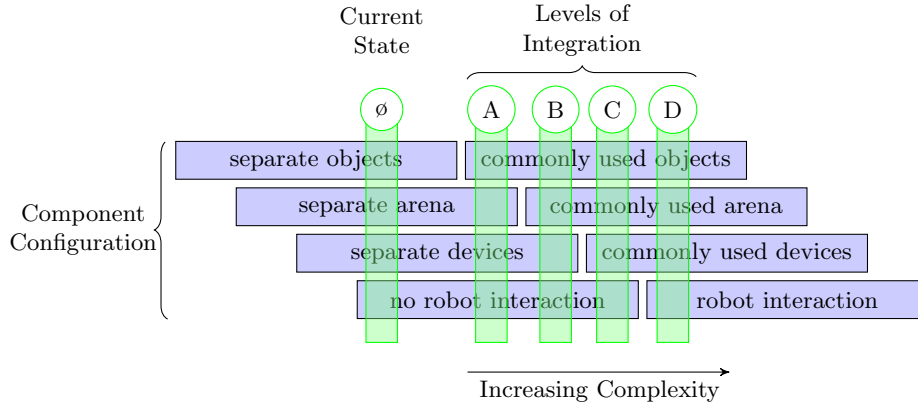 Current
State
Levels of
Integration
ø A B C D
separate objects commonly used objects
separate arena commonly used arena
Component
Configuration
separate devices commonly used devices
no robot interaction robot interaction
Increasing Complexity